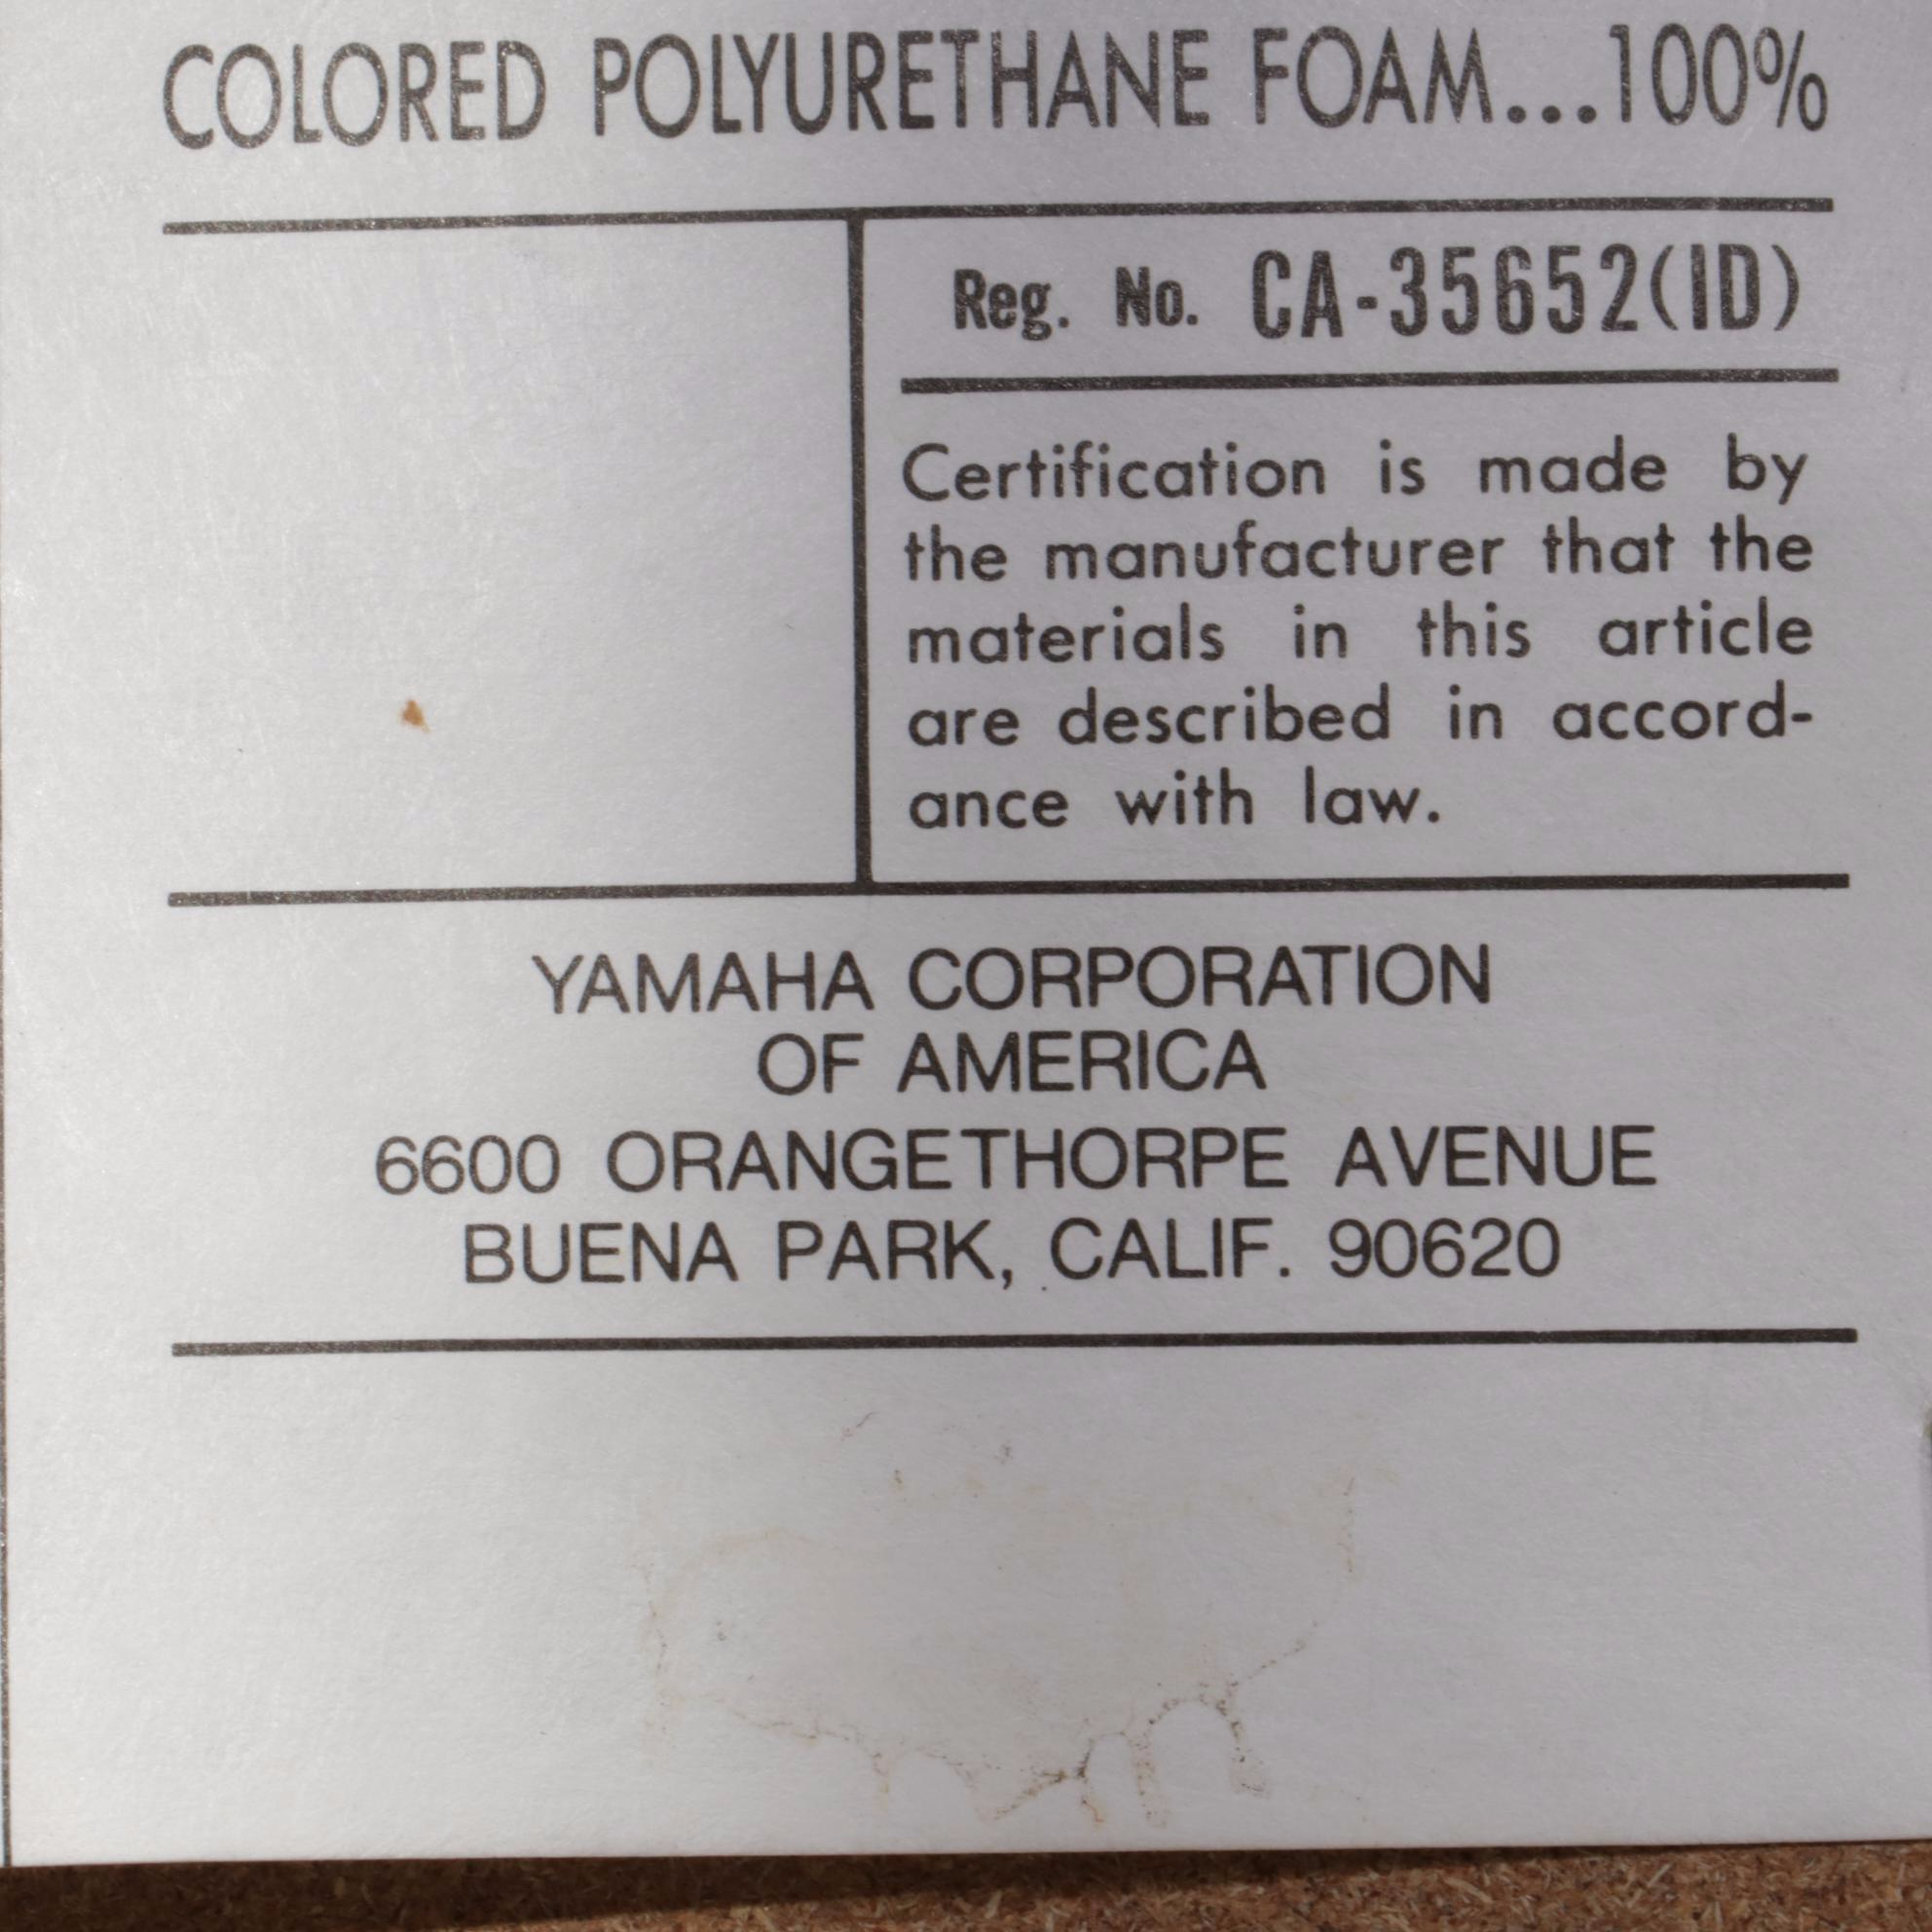 COLORED POLYURETHANE FOAM...100%
Reg. No. CA-35652(ID)
Certification is made by
the manufacturer that the
materials in this article
are described in accord-
ance with law.
YAMAHA CORPORATION
OF AMERICA
6600 ORANGETHORPE AVENUE
BUENA PARK, CALIF. 90620